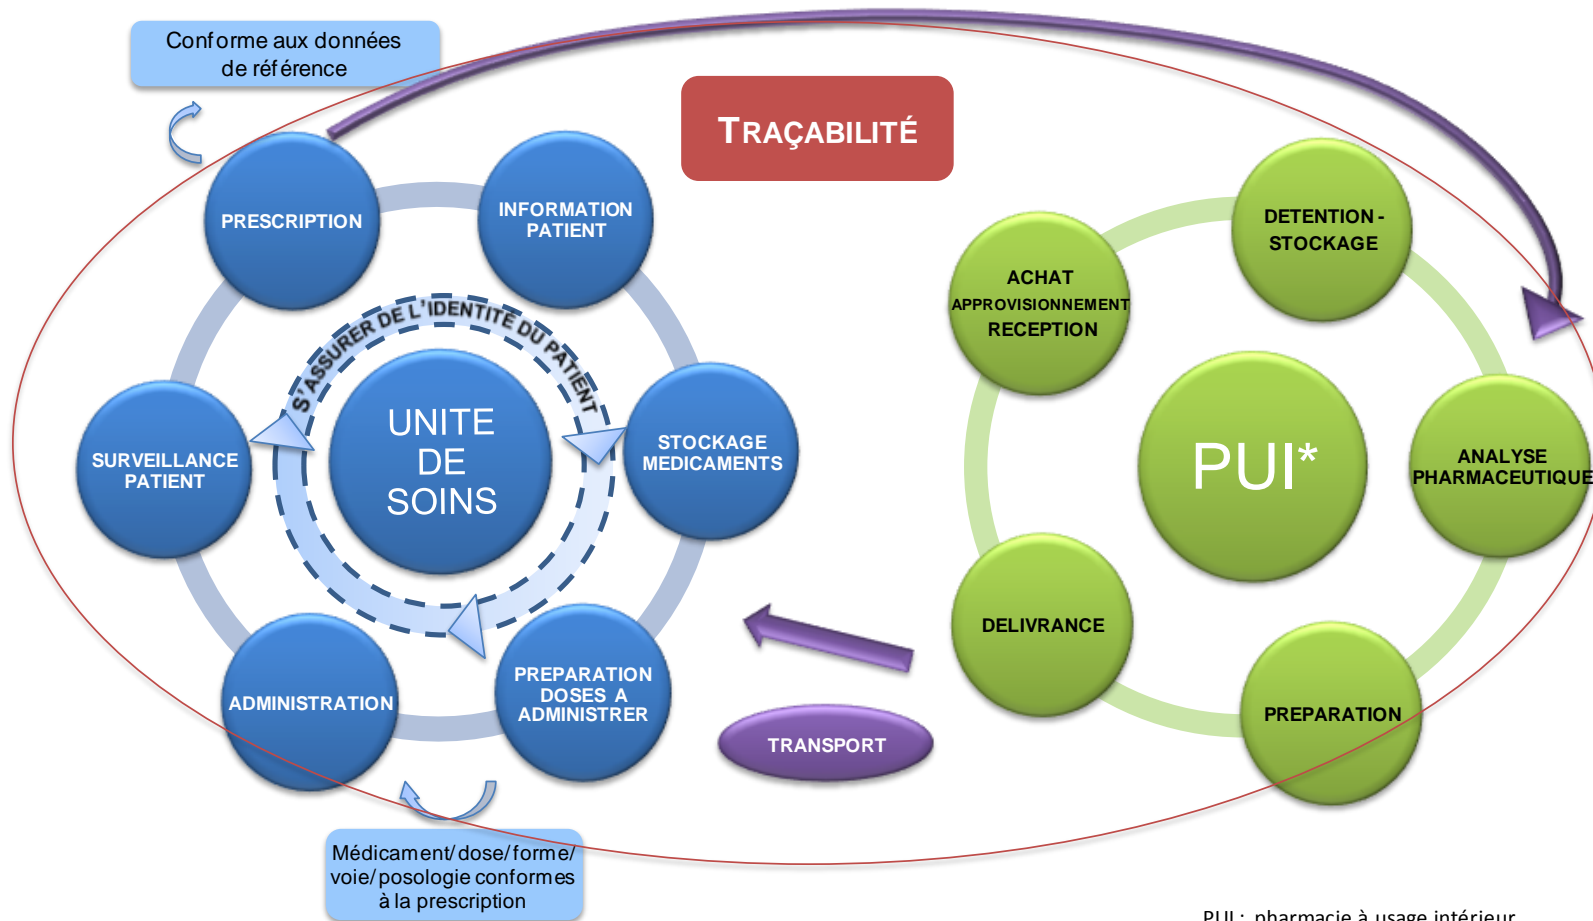 Conforme aux données
de référence
TRAÇABILITÉ
PRESCRIPTION
INFORMATION
PATIENT
DETENTION -
STOCKAGE
ACHAT
APPROVISIONNEMENT
RECEPTION
S'ASSURER DE L'IDENTITÉ DU PATIENT
UNITE
DE
SOINS
PUI*
SURVEILLANCE
PATIENT
STOCKAGE
MEDICAMENTS
ANALYSE
PHARMACEUTIQUE
DELIVRANCE
ADMINISTRATION
PREPARATION
DOSES A
ADMINISTRER
PREPARATION
TRANSPORT
Médicament/dose/forme/
voie/posologie conformes
à la prescription
PUI : pharmacie à usage intérieur